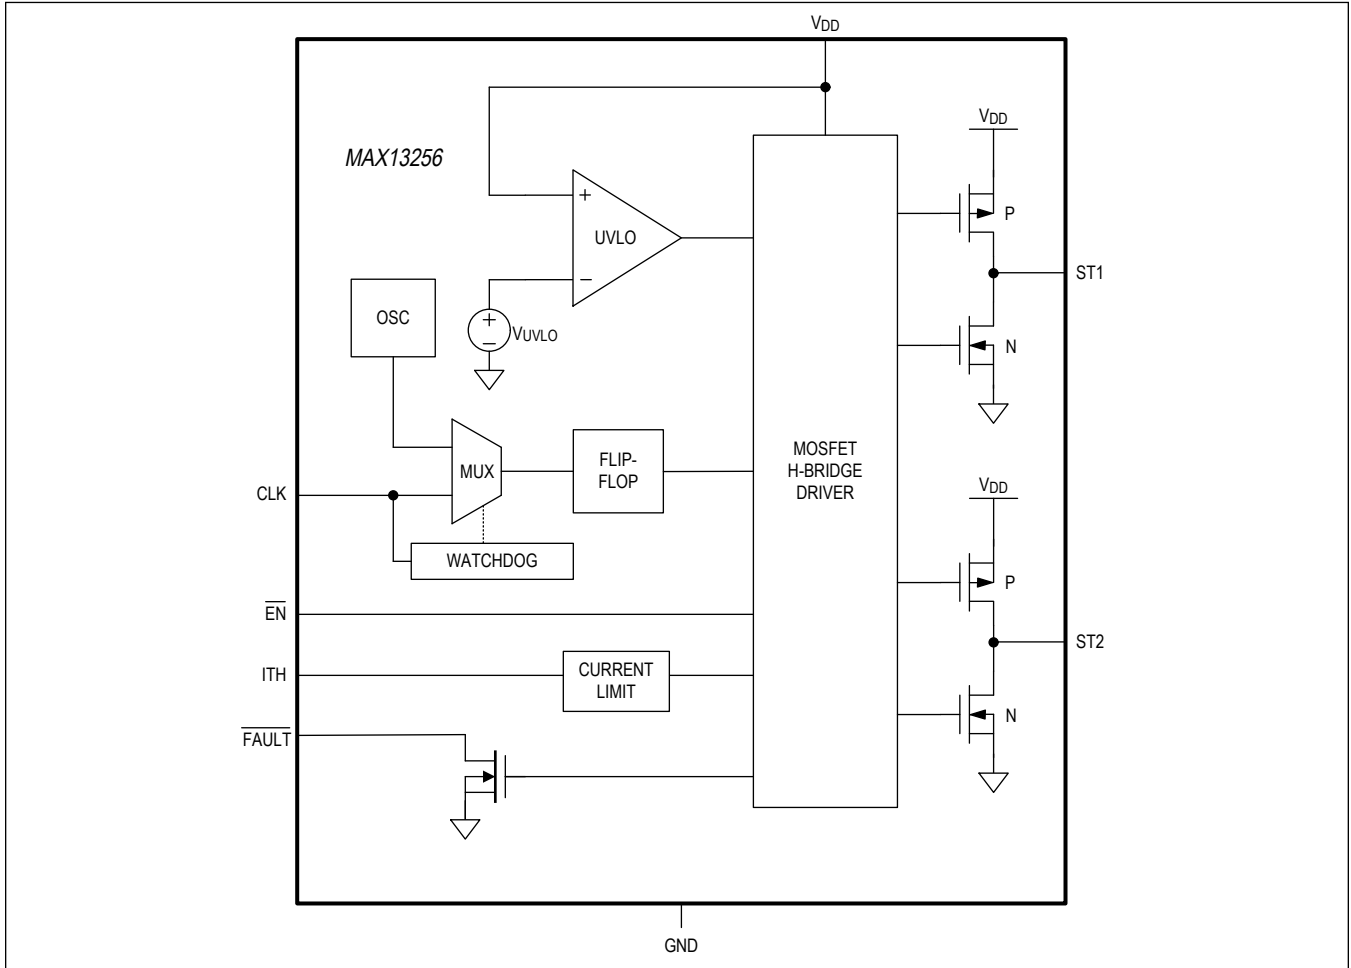 VDD
MAX13256
VDD
+
UVLO
−
P
ST1
OSC
+
−
VUVLO
N
MUX
FLIP-
FLOP
MOSFET
H-BRIDGE
DRIVER
CLK
WATCHDOG
VDD
P
EN
ST2
ITH
CURRENT
LIMIT
N
FAULT
GND